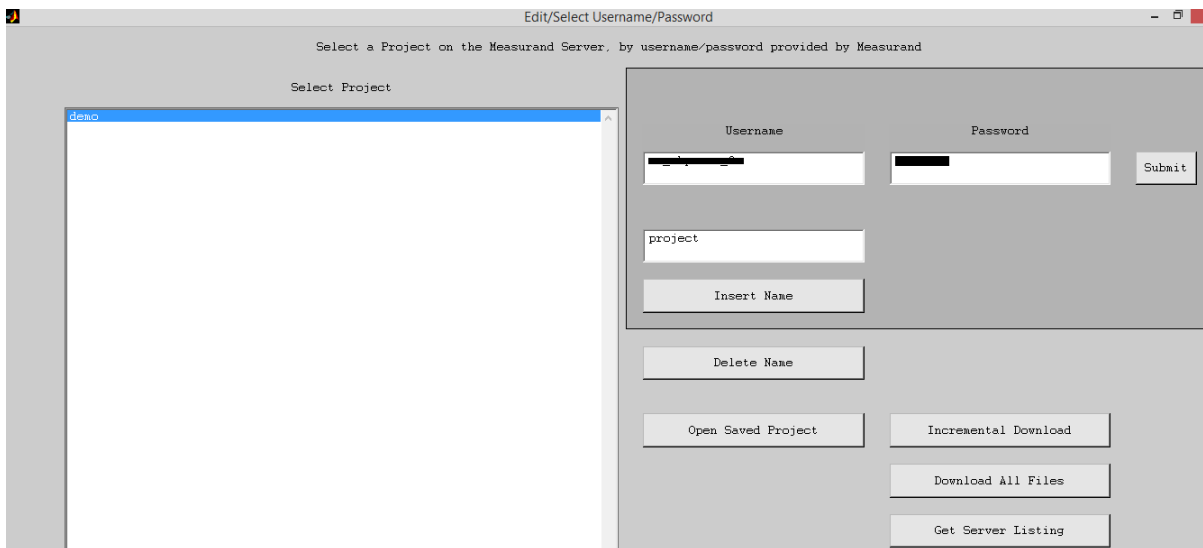 Edit/Select Username/Password
Select a Project on the Measurand Server, by username/password provided by Measurand
Select Project
demo
Username
Password
Submit
project
Insert Name
Delete Name
Open Saved Project
Incremental Download
Download All Files
Get Server Listing